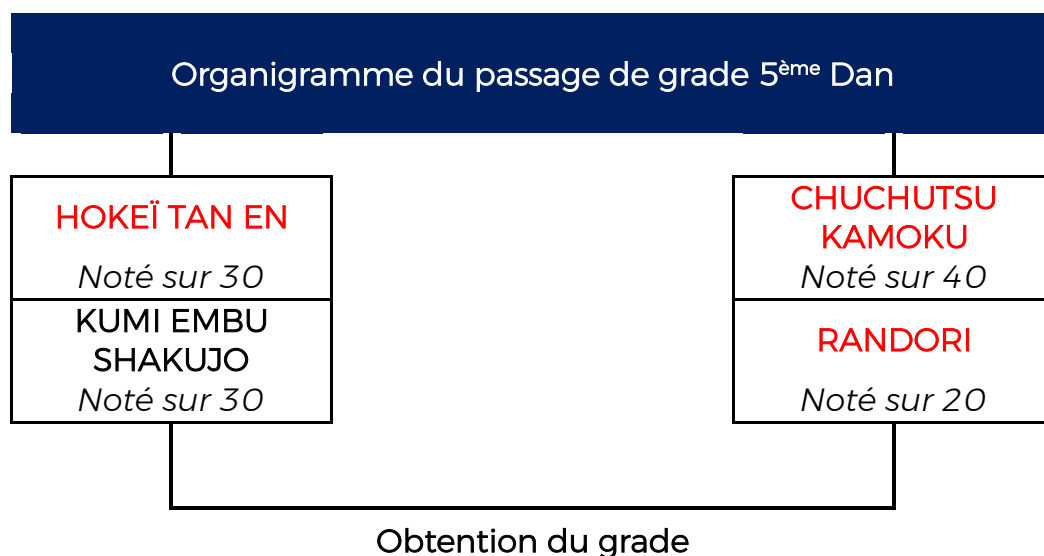 Organigramme du passage de grade 5ème Dan
HOKEÏ TAN EN
Noté sur 30
KUMI EMBU
SHAKUJO
Noté sur 30
CHUCHUTSU
KAMOKU
Noté sur 40
RANDORI
Noté sur 20
Obtention du grade